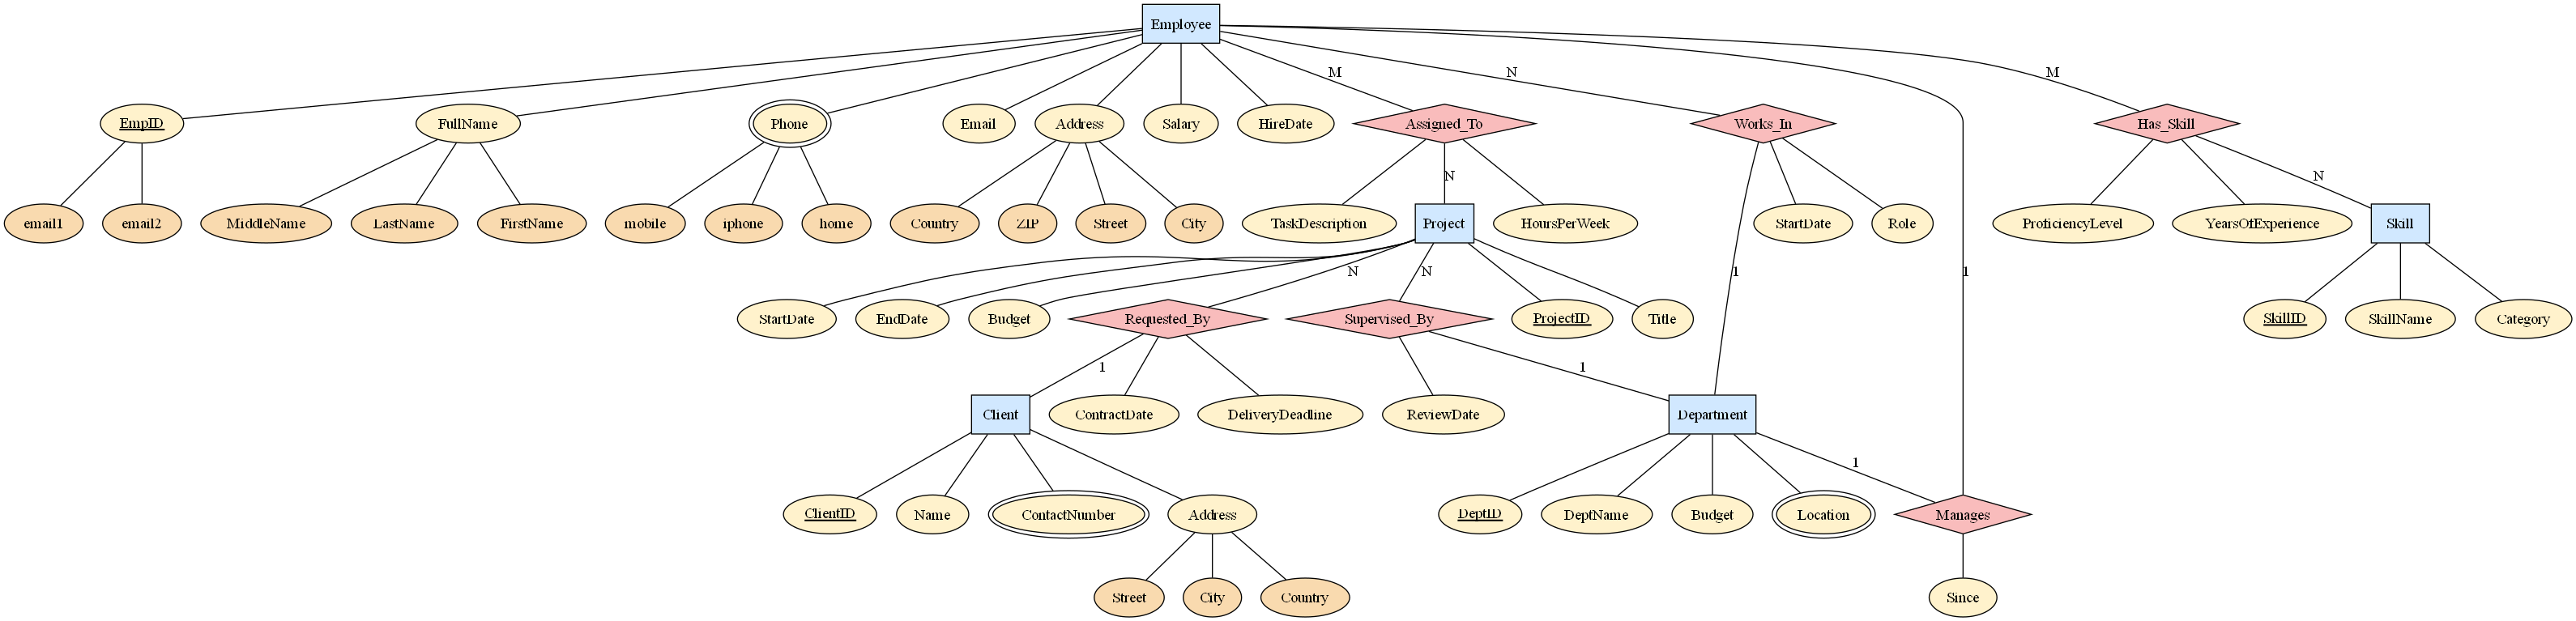 Employee
M
N
M
EmpID
FullName
Phone
Email
Address
Salary
HireDate
Assigned_To
Works_In
Has_Skill
N
N
email1
email2
MiddleName
LastName
FirstName
mobile
iphone
home
Country
ZIP
Street
City
TaskDescription
Project
HoursPerWeek
StartDate
Role
ProficiencyLevel
YearsOfExperience
Skill
N
N
1
1
StartDate
EndDate
Budget
Requested_By
Supervised_By
ProjectID
Title
SkillID
SkillName
Category
1
1
Client
ContractDate
DeliveryDeadline
ReviewDate
Department
1
ClientID
Name
ContactNumber
Address
DeptID
DeptName
Budget
Location
Manages
Street
City
Country
Since